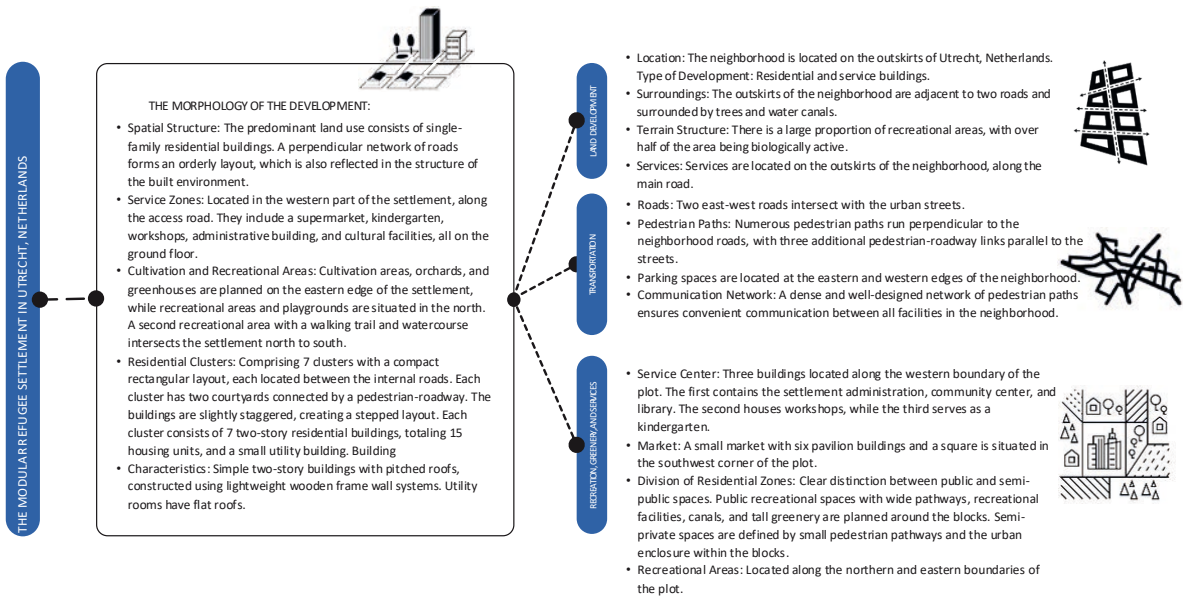 THE MODULAR REFUGEE SETTLEMENT IN UTRECHT, NETHERLANDS
THE MORPHOLOGY OF THE DEVELOPMENT:
• Spatial Structure: The predominant land use consists of single-
family residential buildings. A perpendicular network of roads
forms an orderly layout, which is also reflected in the structure of
the built environment.
• Service Zones: Located in the western part of the settlement, along
the access road. They include a supermarket, kindergarten,
workshops, administrative building, and cultural facilities, all on the
ground floor.
• Cultivation and Recreational Areas: Cultivation areas, orchards, and
greenhouses are planned on the eastern edge of the settlement,
while recreational areas and playgrounds are situated in the north.
A second recreational area with a walking trail and watercourse
intersects the settlement north to south.
• Residential Clusters: Comprising 7 clusters with a compact
rectangular layout, each located between the internal roads. Each
cluster has two courtyards connected by a pedestrian-roadway. The
buildings are slightly staggered, creating a stepped layout. Each
cluster consists of 7 two-story residential buildings, totaling 15
housing units, and a small utility building. Building
• Characteristics: Simple two-story buildings with pitched roofs,
constructed using lightweight wooden frame wall systems. Utility
rooms have flat roofs.
LAND DEVELOPMENT
• Location: The neighborhood is located on the outskirts of Utrecht, Netherlands.
Type of Development: Residential and service buildings.
• Surroundings: The outskirts of the neighborhood are adjacent to two roads and
surrounded by trees and water canals.
• Terrain Structure: There is a large proportion of recreational areas, with over
half of the area being biologically active.
• Services: Services are located on the outskirts of the neighborhood, along the
main road.
TRANSPORTATION
• Roads: Two east-west roads intersect with the urban streets.
• Pedestrian Paths: Numerous pedestrian paths run perpendicular to the
neighborhood roads, with three additional pedestrian-roadway links parallel to the
streets.
• Parking spaces are located at the eastern and western edges of the neighborhood.
• Communication Network: A dense and well-designed network of pedestrian paths
ensures convenient communication between all facilities in the neighborhood.
RECREATION, GREENERY, AND SERVICES
• Service Center: Three buildings located along the western boundary of the
plot. The first contains the settlement administration, community center, and
library. The second houses workshops, while the third serves as a
kindergarten.
• Market: A small market with six pavilion buildings and a square is situated in
the southwest corner of the plot.
• Division of Residential Zones: Clear distinction between public and semi-
public spaces. Public recreational spaces with wide pathways, recreational
facilities, canals, and tall greenery are planned around the blocks. Semi-
private spaces are defined by small pedestrian pathways and the urban
enclosure within the blocks.
• Recreational Areas: Located along the northern and eastern boundaries of
the plot.